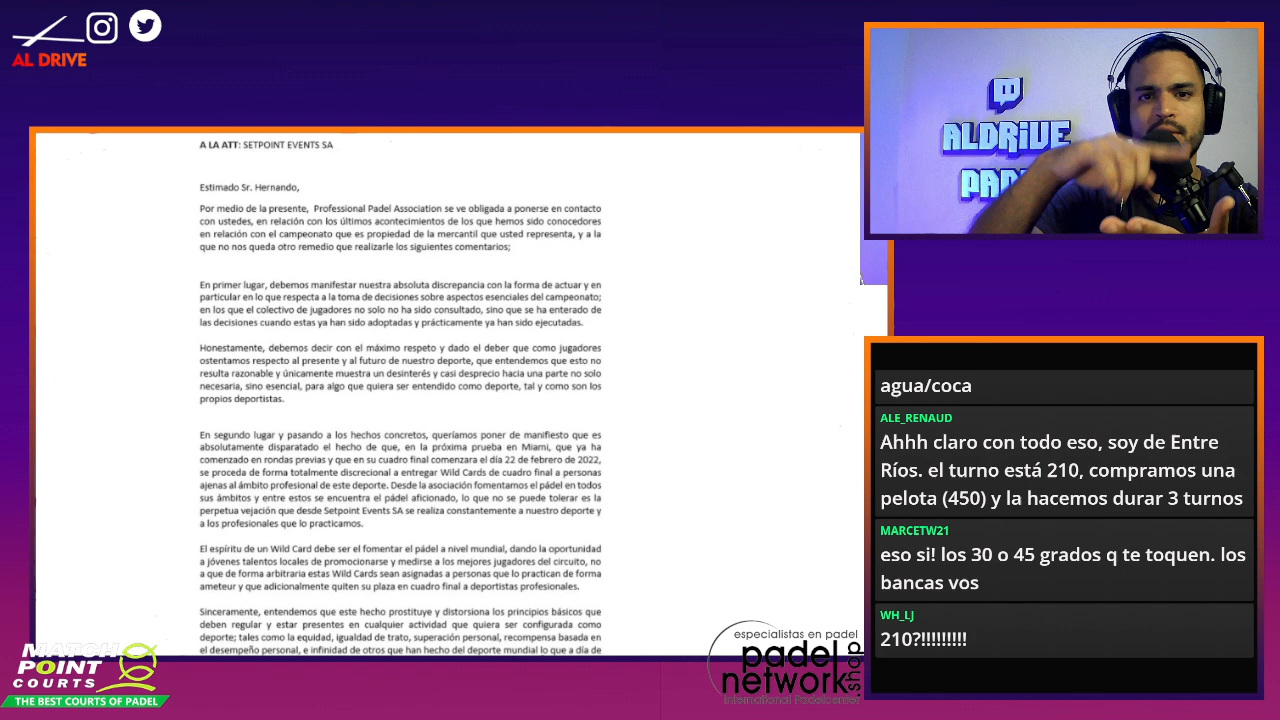 AL DRIVE
A LA ATT: SETPOINT EVENTS SA
Estimado Sr. Hernando,
Por medio de la presente, Professional Padel Association se ve obligada a ponerse en contacto
con ustedes, en relación con los últimos acontecimientos de los que hemos sido conocedores
en relación con el campeonato que es propiedad de la mercantil que usted representa, y a la
que no nos queda otro remedio que realizarle los siguientes comentarios;
En primer lugar, debemos manifestar nuestra absoluta discrepancia con la forma de actuar y en
particular en lo que respecta a la toma de decisiones sobre aspectos esenciales del campeonato;
en los que el colectivo de jugadores no solo no ha sido consultado, sino que se ha enterado de
las decisiones cuando estas ya han sido adoptadas y prácticamente ya han sido ejecutadas.
Honestamente, debemos decir con el máximo respeto y dado el deber que como jugadores
ostentamos respecto al presente y al futuro de nuestro deporte, que entendemos que esto no
resulta razonable y únicamente muestra un desinterés y casi desprecio hacia una parte no solo
necesaria, sino esencial, para algo que quiera ser entendido como deporte, tal y como son los
propios deportistas.
En segundo lugar y pasando a los hechos concretos, queríamos poner de manifiesto que es
absolutamente disparatado el hecho de que, en la próxima prueba en Miami, que ya ha
comenzado en rondas previas y que en su cuadro final comenzara el día 22 de febrero de 2022,
se proceda de forma totalmente discrecional a entregar Wild Cards de cuadro final a personas
ajenas al ámbito profesional de este deporte. Desde la asociación fomentamos el pádel en todos
sus ámbitos y entre estos se encuentra el pádel aficionado, lo que no se puede tolerar es la
perpetua vejación que desde Setpoint Events SA se realiza constantemente a nuestro deporte y
a los profesionales que lo practicamos.
El espíritu de un Wild Card debe ser el fomentar el pádel a nivel mundial, dando la oportunidad
a jóvenes talentos locales de promocionarse y medirse a los mejores jugadores del circuito, no
a que de forma arbitraria estas Wild Cards sean asignadas a personas que lo practican de forma
ameteur y que adicionalmente quiten su plaza en cuadro final a deportistas profesionales.
Sinceramente, entendemos que este hecho prostituye y distorsiona los principios básicos que
deben regular y estar presentes en cualquier actividad que quiera ser configurada como
deporte; tales como la equidad, igualdad de trato, superación personal, recompensa basada en
el desempeño personal, e infinidad de otros que han hecho del deporte mundial lo que a día de
ALDRIVE
PADEL
agua/coca
ALE_RENAUD
Ahhh claro con todo eso, soy de Entre
Ríos. el turno está 210, compramos una
pelota (450) y la hacemos durar 3 turnos
MARCETW21
eso si! los 30 o 45 grados q te toquen. los
bancas vos
WH_LJ
210?!!!!!!!!!
MATCH
POINT
COURTS
THE BEST COURTS OF PADEL
especialistas en padel
padel
network
.shop
International Padelcenter